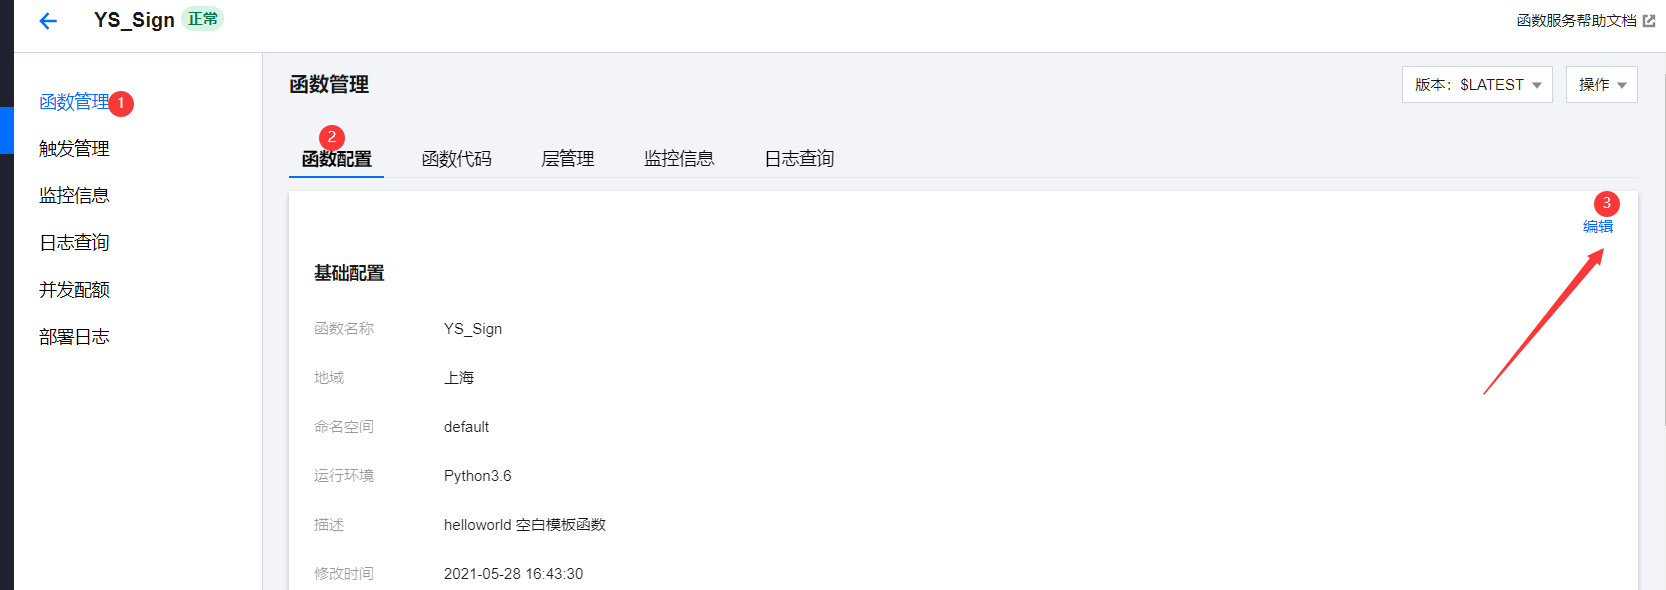 YS_Sign 正常
函数服务帮助文档
函数管理 1
触发管理
监控信息
日志查询
并发配额
部署日志
函数管理
版本：$LATEST
操作
2
函数配置 函数代码 层管理 监控信息 日志查询
3
编辑
基础配置
函数名称 YS_Sign
地域 上海
命名空间 default
运行环境 Python3.6
描述 helloworld 空白模板函数
修改时间 2021-05-28 16:43:30